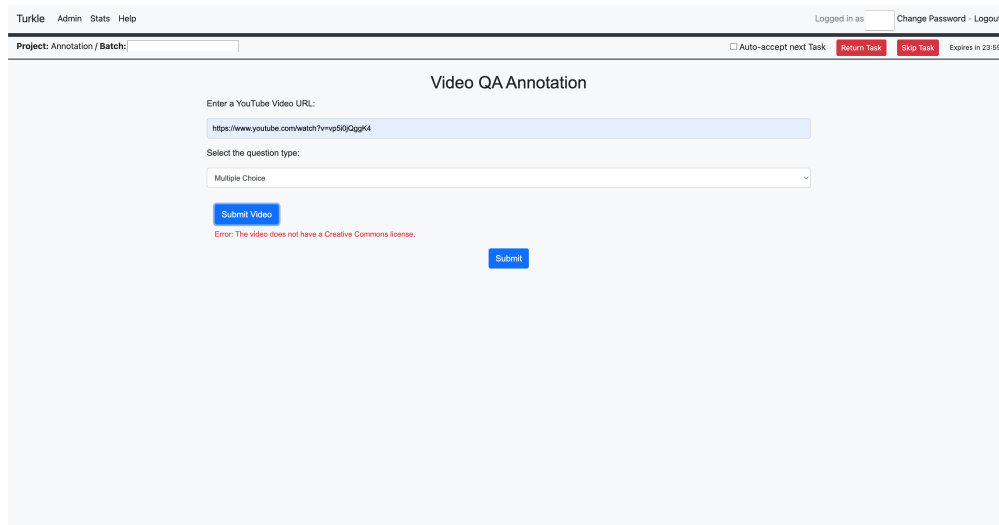 Turkle Admin Stats Help Logged in as Change Password - Logout
Project: Annotation / Batch: Auto-accept next Task Return Task Skip Task Expires in 23:59
Video QA Annotation
Enter a YouTube Video URL:
https://www.youtube.com/watch?v=vp5i0jQggK4
Select the question type:
Multiple Choice
Submit Video
Error: The video does not have a Creative Commons license.
Submit